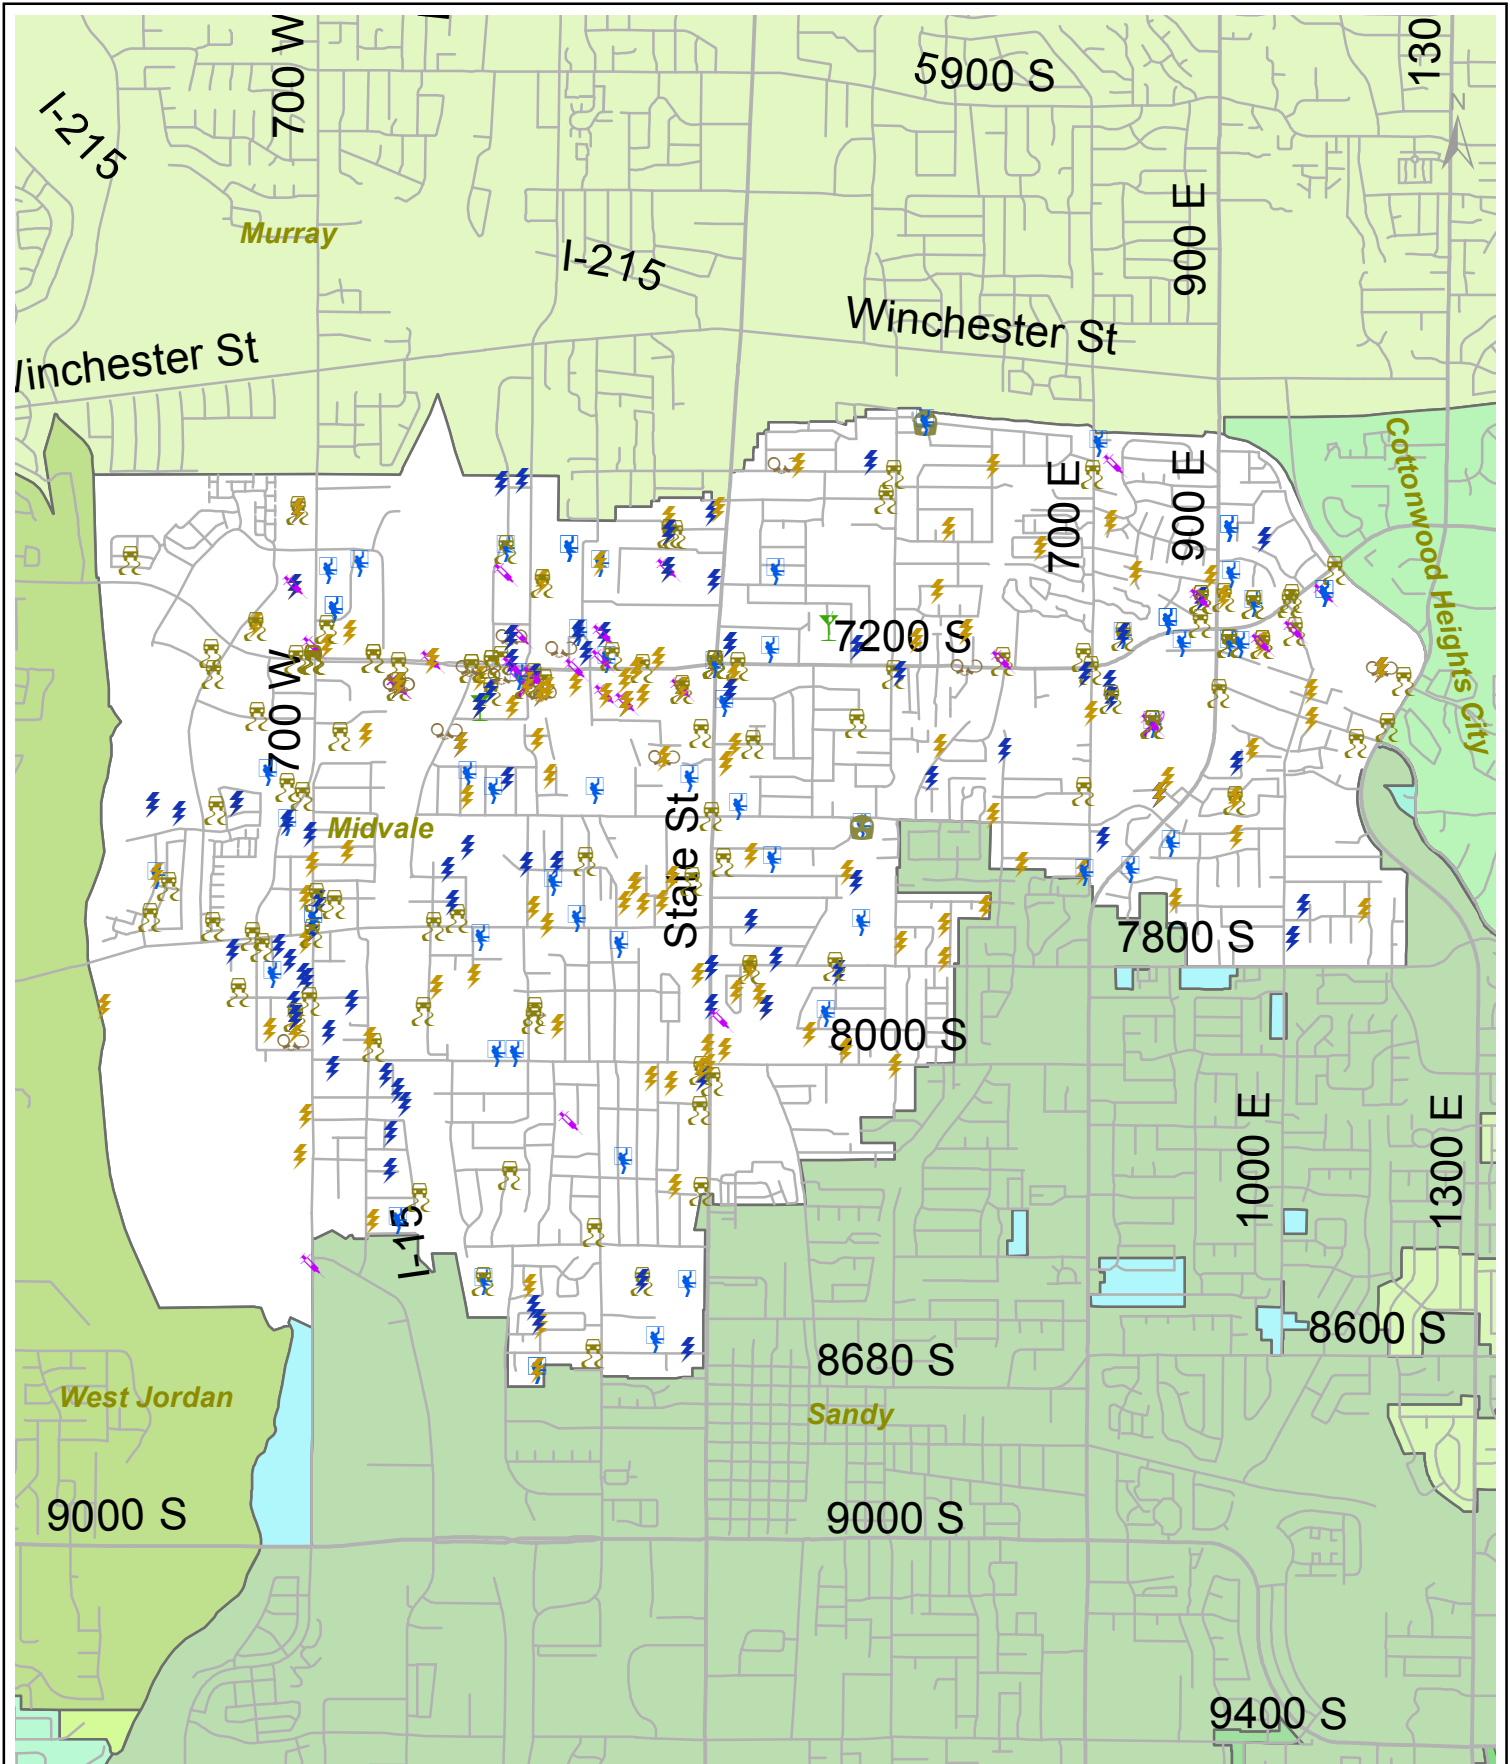 700 W
130
5900 S
I-215
N
Murray
900 E
I-215
Winchester St
Winchester St
Cottonwood Heights City
700 E
900 E
7200 S
700 W
Midvale
State St
7800 S
8000 S
1000 E
1300 E
I-15
8600 S
8680 S
West Jordan
Sandy
9000 S
9000 S
9400 S